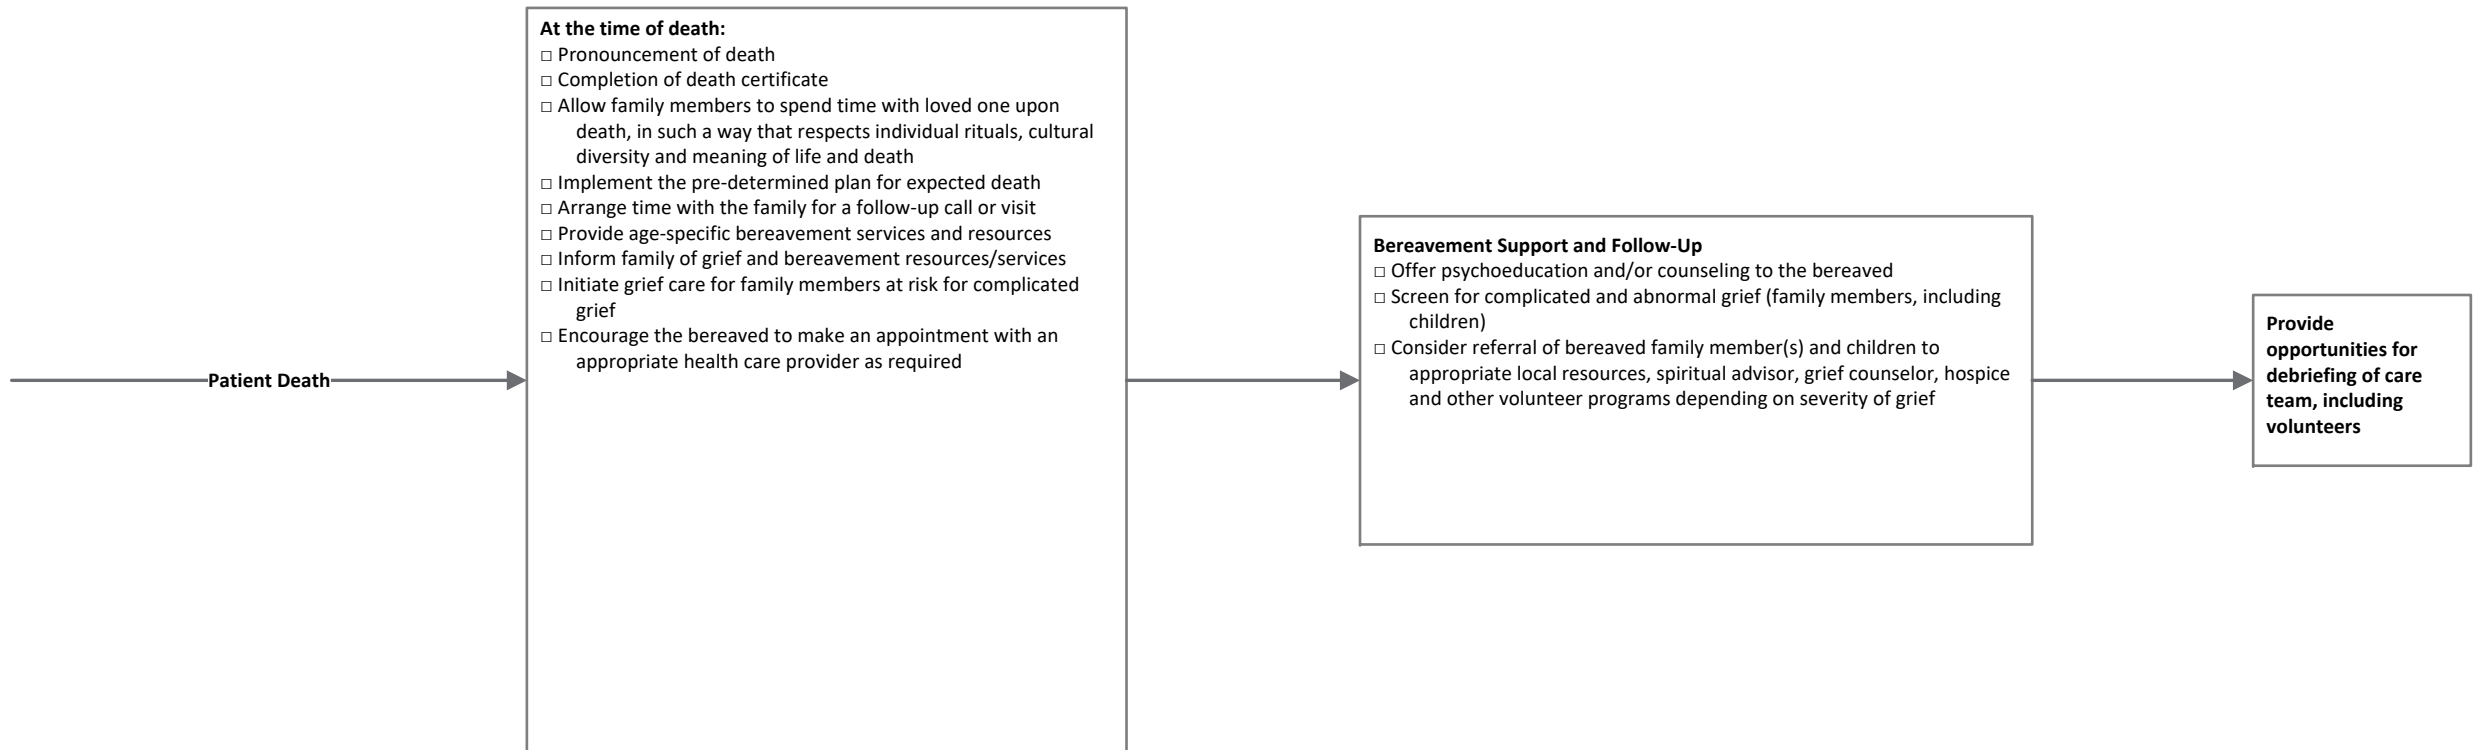 Patient Death
At the time of death:
□ Pronouncement of death
□ Completion of death certificate
□ Allow family members to spend time with loved one upon
death, in such a way that respects individual rituals, cultural
diversity and meaning of life and death
□ Implement the pre-determined plan for expected death
□ Arrange time with the family for a follow-up call or visit
□ Provide age-specific bereavement services and resources
□ Inform family of grief and bereavement resources/services
□ Initiate grief care for family members at risk for complicated
grief
□ Encourage the bereaved to make an appointment with an
appropriate health care provider as required
Bereavement Support and Follow-Up
□ Offer psychoeducation and/or counseling to the bereaved
□ Screen for complicated and abnormal grief (family members, including
children)
□ Consider referral of bereaved family member(s) and children to
appropriate local resources, spiritual advisor, grief counselor, hospice
and other volunteer programs depending on severity of grief
Provide
opportunities for
debriefing of care
team, including
volunteers